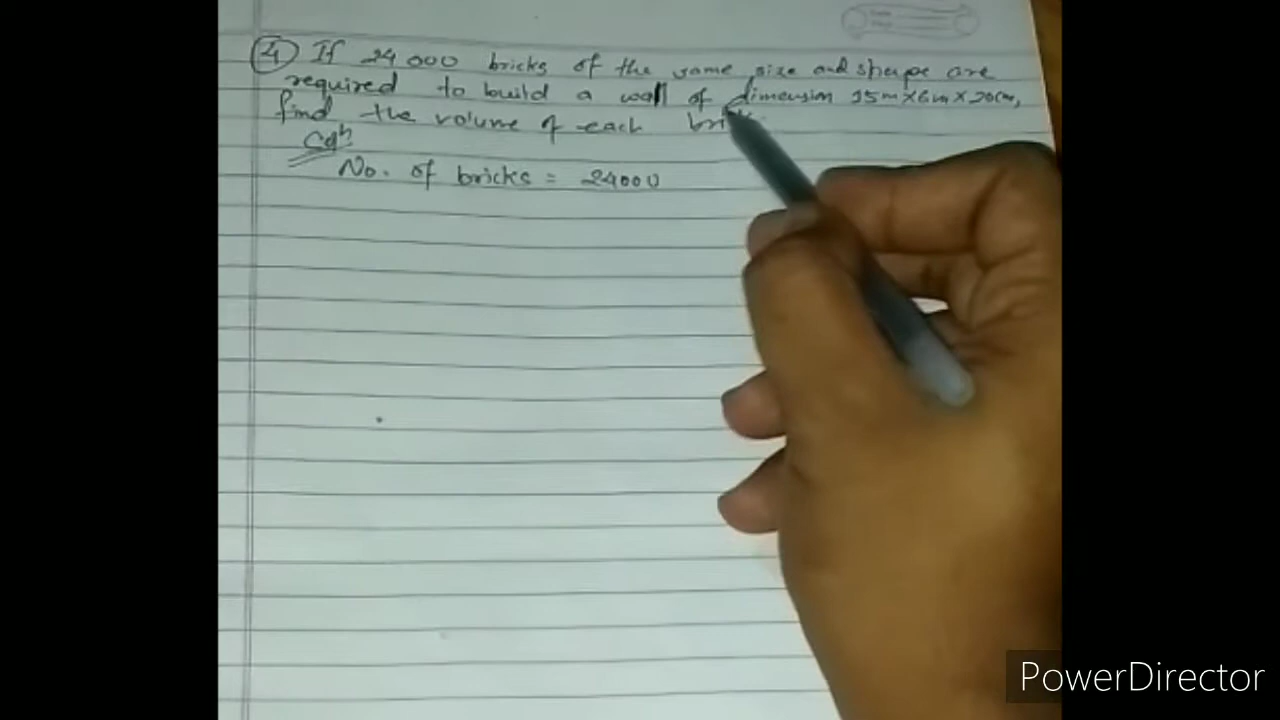 ④ If 24000 bricks of the same size and shape are
required to build a wall of dimension 15m×6m×20cm,
find the volume of each
Solⁿ
No. of bricks = 24000
PowerDirector